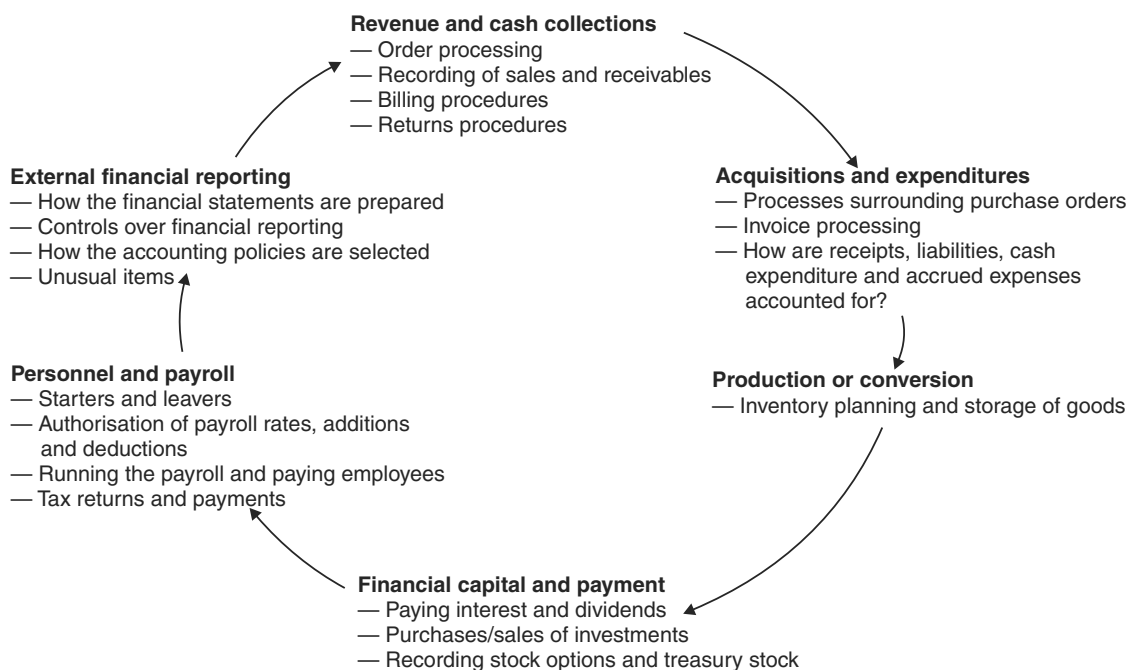 Revenue and cash collections
— Order processing
— Recording of sales and receivables
— Billing procedures
— Returns procedures
Acquisitions and expenditures
— Processes surrounding purchase orders
— Invoice processing
— How are receipts, liabilities, cash
expenditure and accrued expenses
accounted for?
Production or conversion
— Inventory planning and storage of goods
Financial capital and payment
— Paying interest and dividends
— Purchases/sales of investments
— Recording stock options and treasury stock
Personnel and payroll
— Starters and leavers
— Authorisation of payroll rates, additions
and deductions
— Running the payroll and paying employees
— Tax returns and payments
External financial reporting
— How the financial statements are prepared
— Controls over financial reporting
— How the accounting policies are selected
— Unusual items